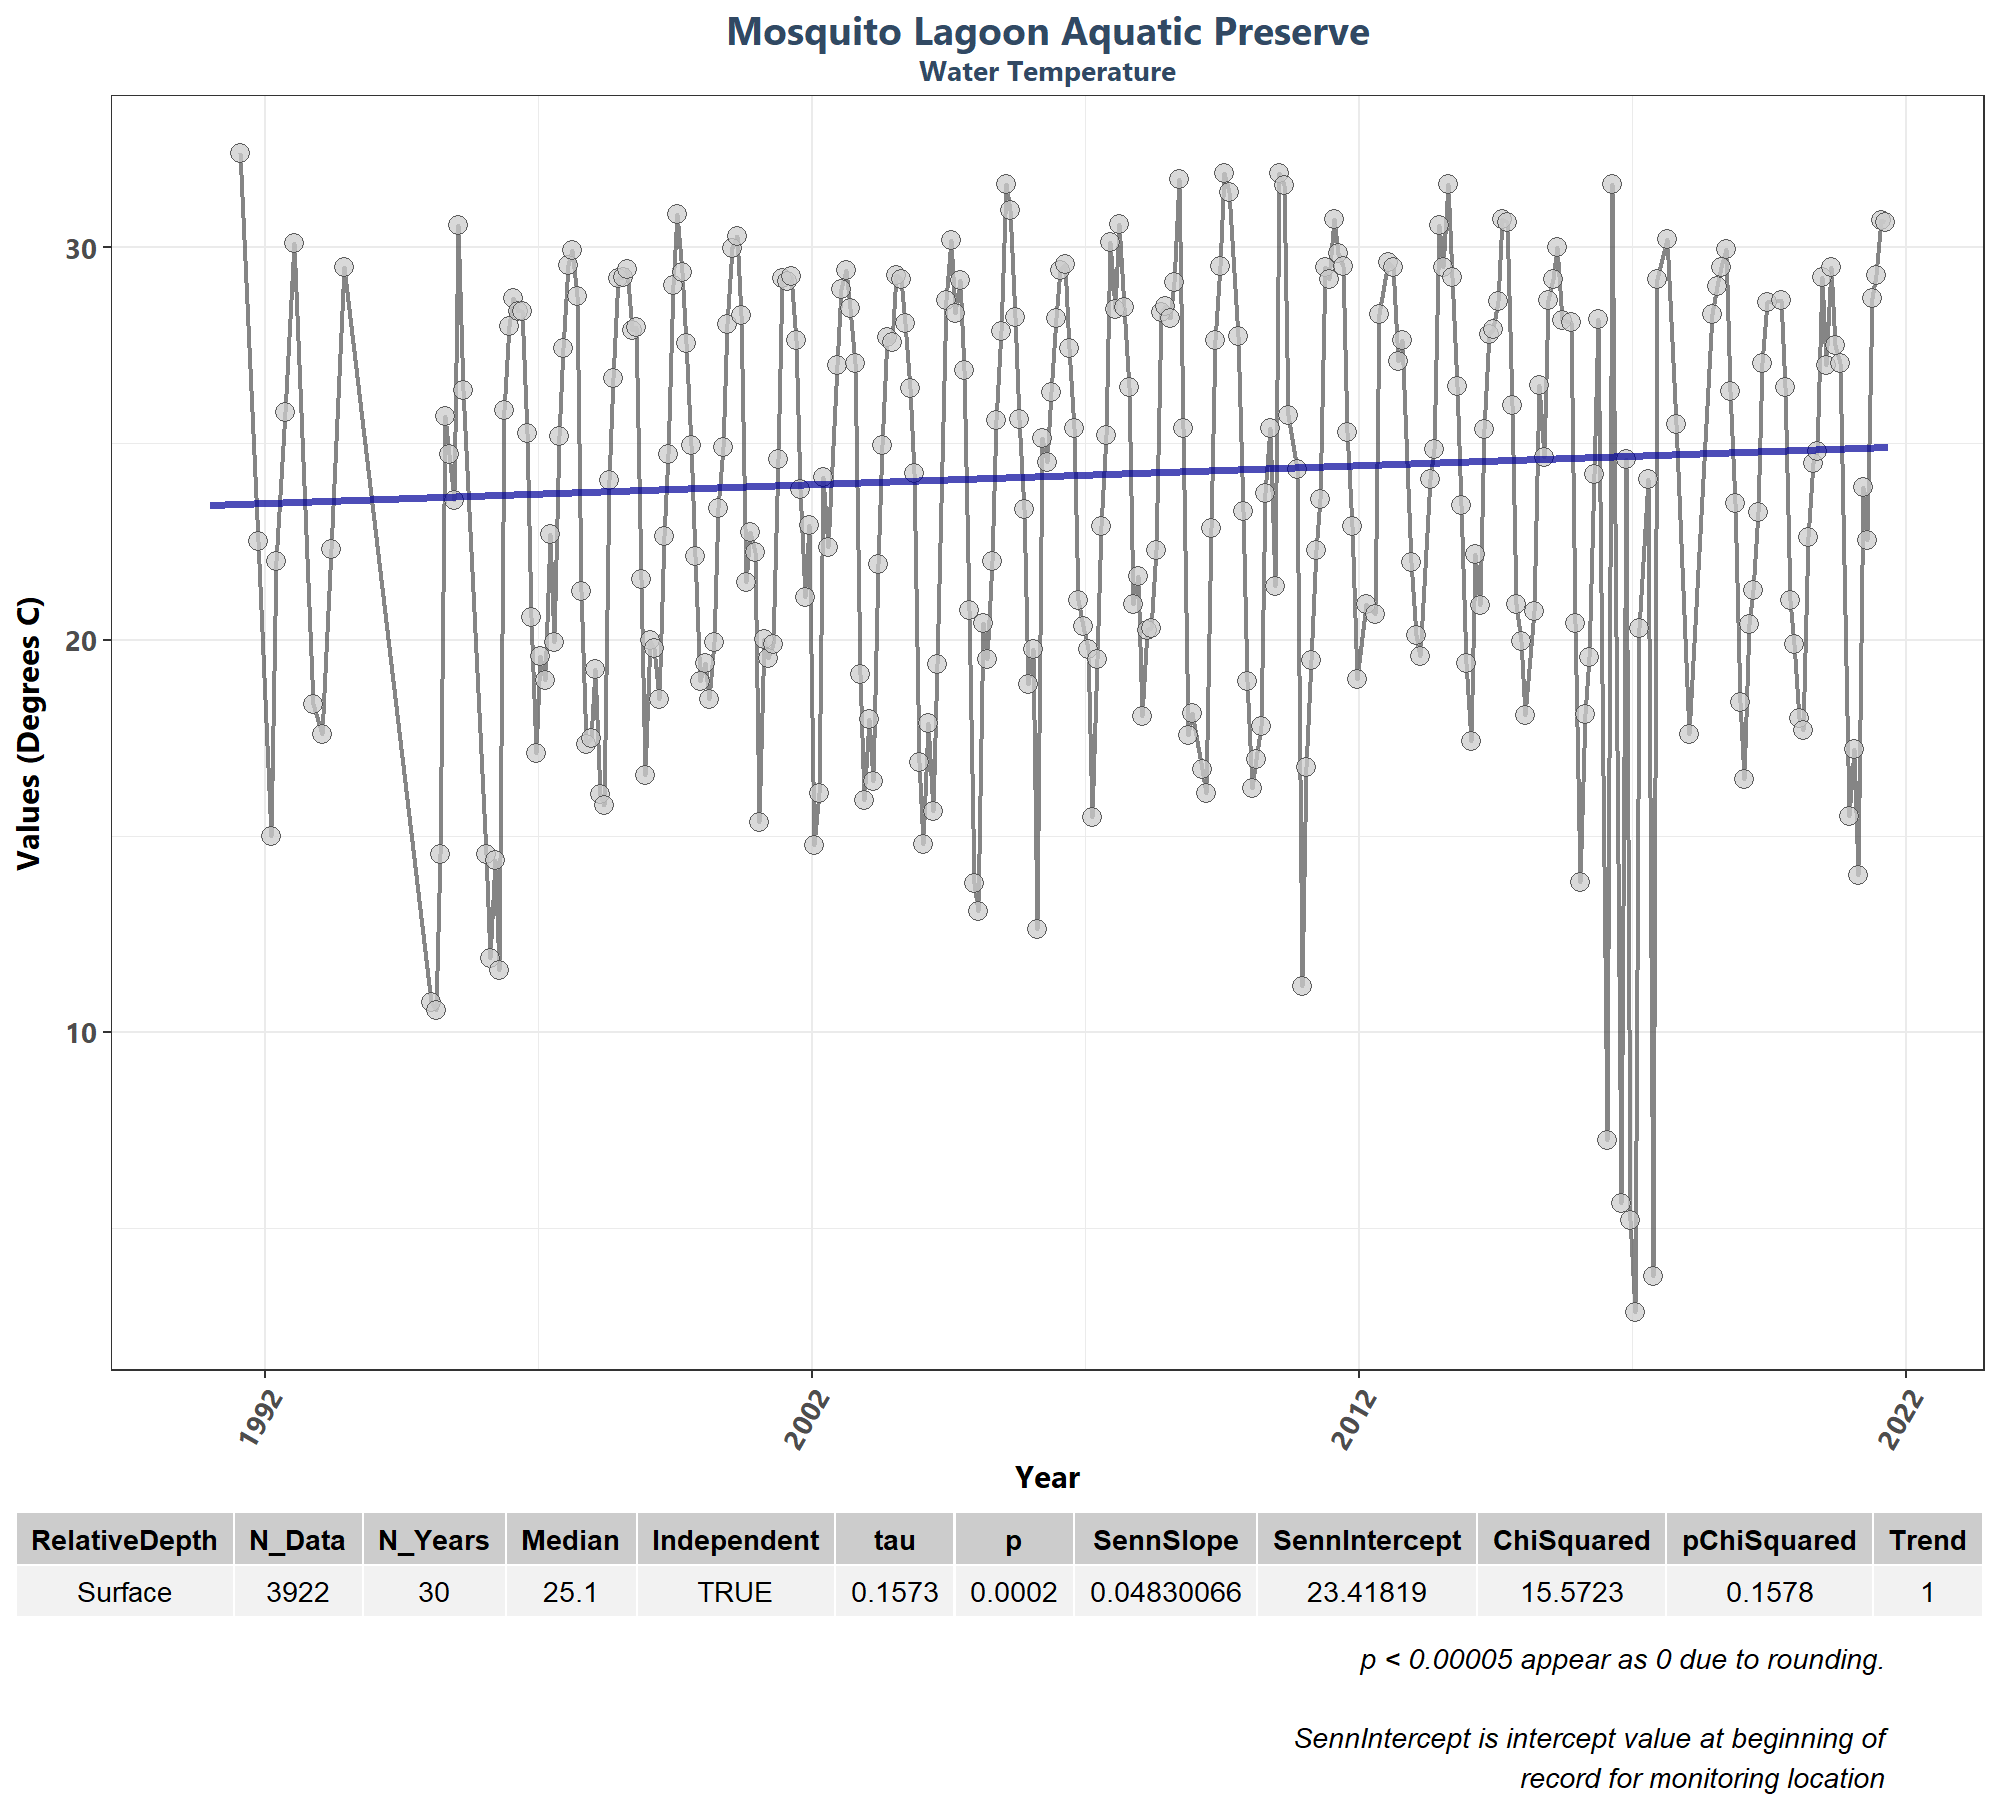 Mosquito Lagoon Aquatic Preserve
Water Temperature
Values (Degrees C)
30
20
10
1992
2002
2012
2022
Year
RelativeDepth N_Data N_Years Median Independent tau p SennSlope SennIntercept ChiSquared pChiSquared Trend
Surface 3922 30 25.1 TRUE 0.1573 0.0002 0.04830066 23.41819 15.5723 0.1578 1
p < 0.00005 appear as 0 due to rounding.
SennIntercept is intercept value at beginning of
record for monitoring location